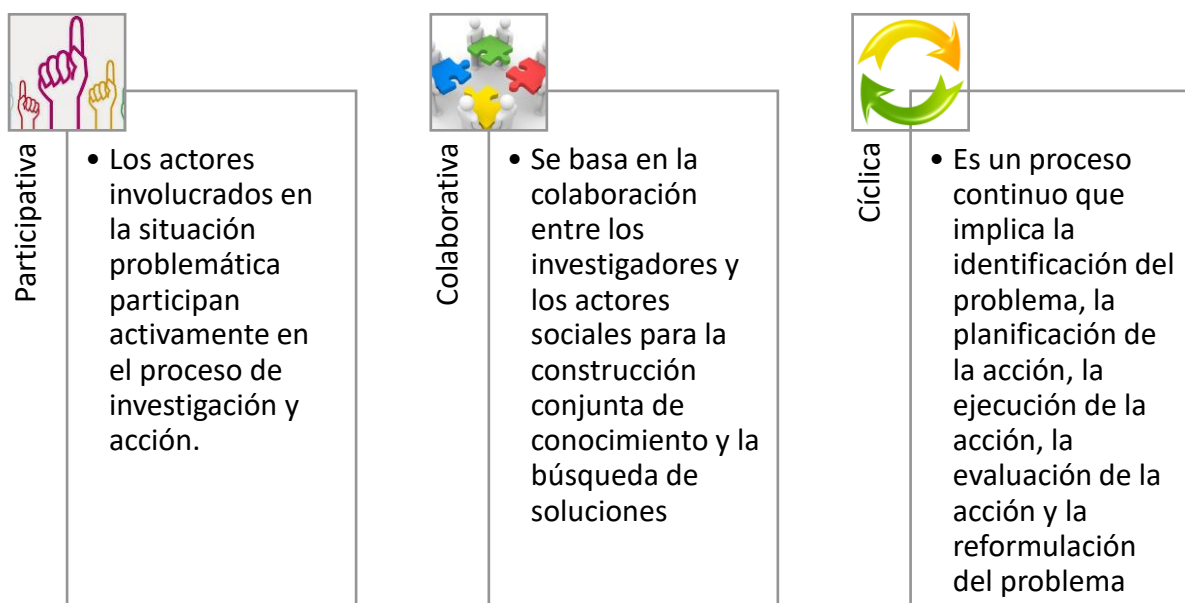 Participativa
• Los actores
involucrados en
la situación
problemática
participan
activamente en
el proceso de
investigación y
acción.
Colaborativa
• Se basa en la
colaboración
entre los
investigadores y
los actores
sociales para la
construcción
conjunta de
conocimiento y la
búsqueda de
soluciones
Cíclica
• Es un proceso
continuo que
implica la
identificación del
problema, la
planificación de
la acción, la
ejecución de la
acción, la
evaluación de la
acción y la
reformulación
del problema